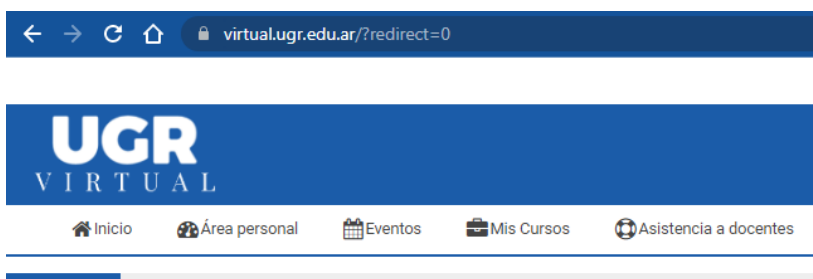 virtual.ugr.edu.ar/?redirect=0
UGR
VIRTUAL
Inicio Área personal Eventos Mis Cursos Asistencia a docentes